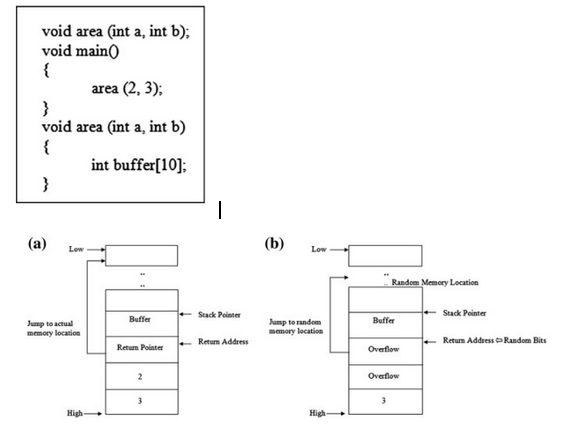 void area (int a, int b);
void main()
{
area (2, 3);
}
void area (int a, int b)
{
int buffer[10];
}
(a)
Low
..
..
Buffer
Stack Pointer
Jump to actual
memory location
Return Pointer
Return Address
2
3
High
(b)
Low
..
.. Random Memory Location
Buffer
Stack Pointer
Jump to random
memory location
Overflow
Return Address ⇔ Random Bits
Overflow
3
High